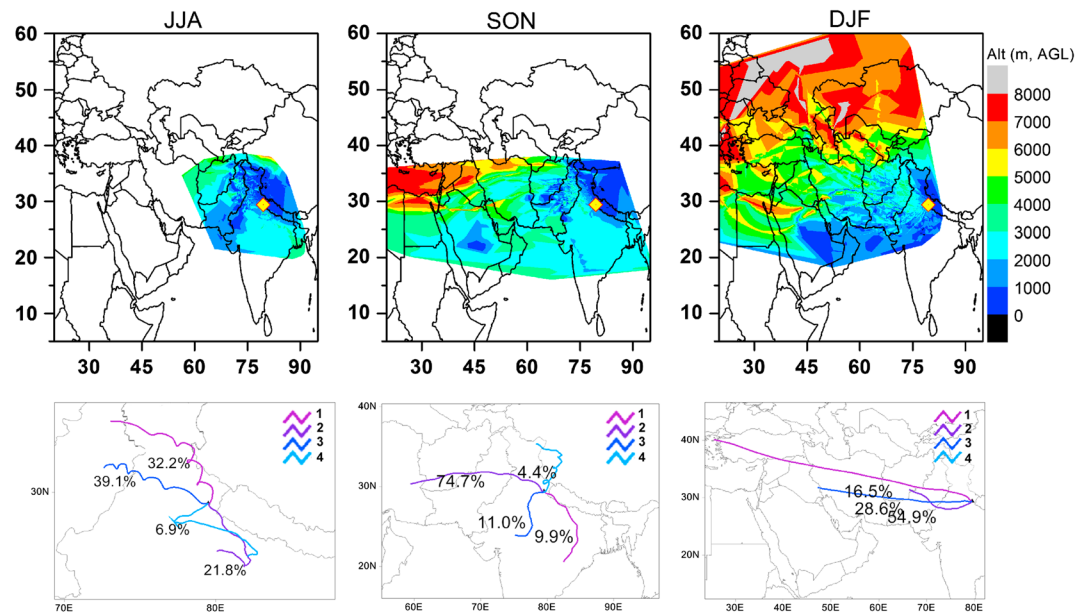 JJA
SON
DJF
60
50
40
30
20
10
30
45
60
75
90
60
50
40
30
20
10
30
45
60
75
90
60
50
40
30
20
10
30
45
60
75
90
Alt (m, AGL)
8000
7000
6000
5000
4000
3000
2000
1000
0
1
2
3
4
32.2%
39.1%
6.9%
21.8%
30N
70E
80E
1
2
3
4
4.4%
74.7%
11.0%
9.9%
40N
30N
20N
60E
70E
80E
90E
1
2
3
4
16.5%
28.6%
54.9%
40N
30N
20N
30E
40E
50E
60E
70E
80E